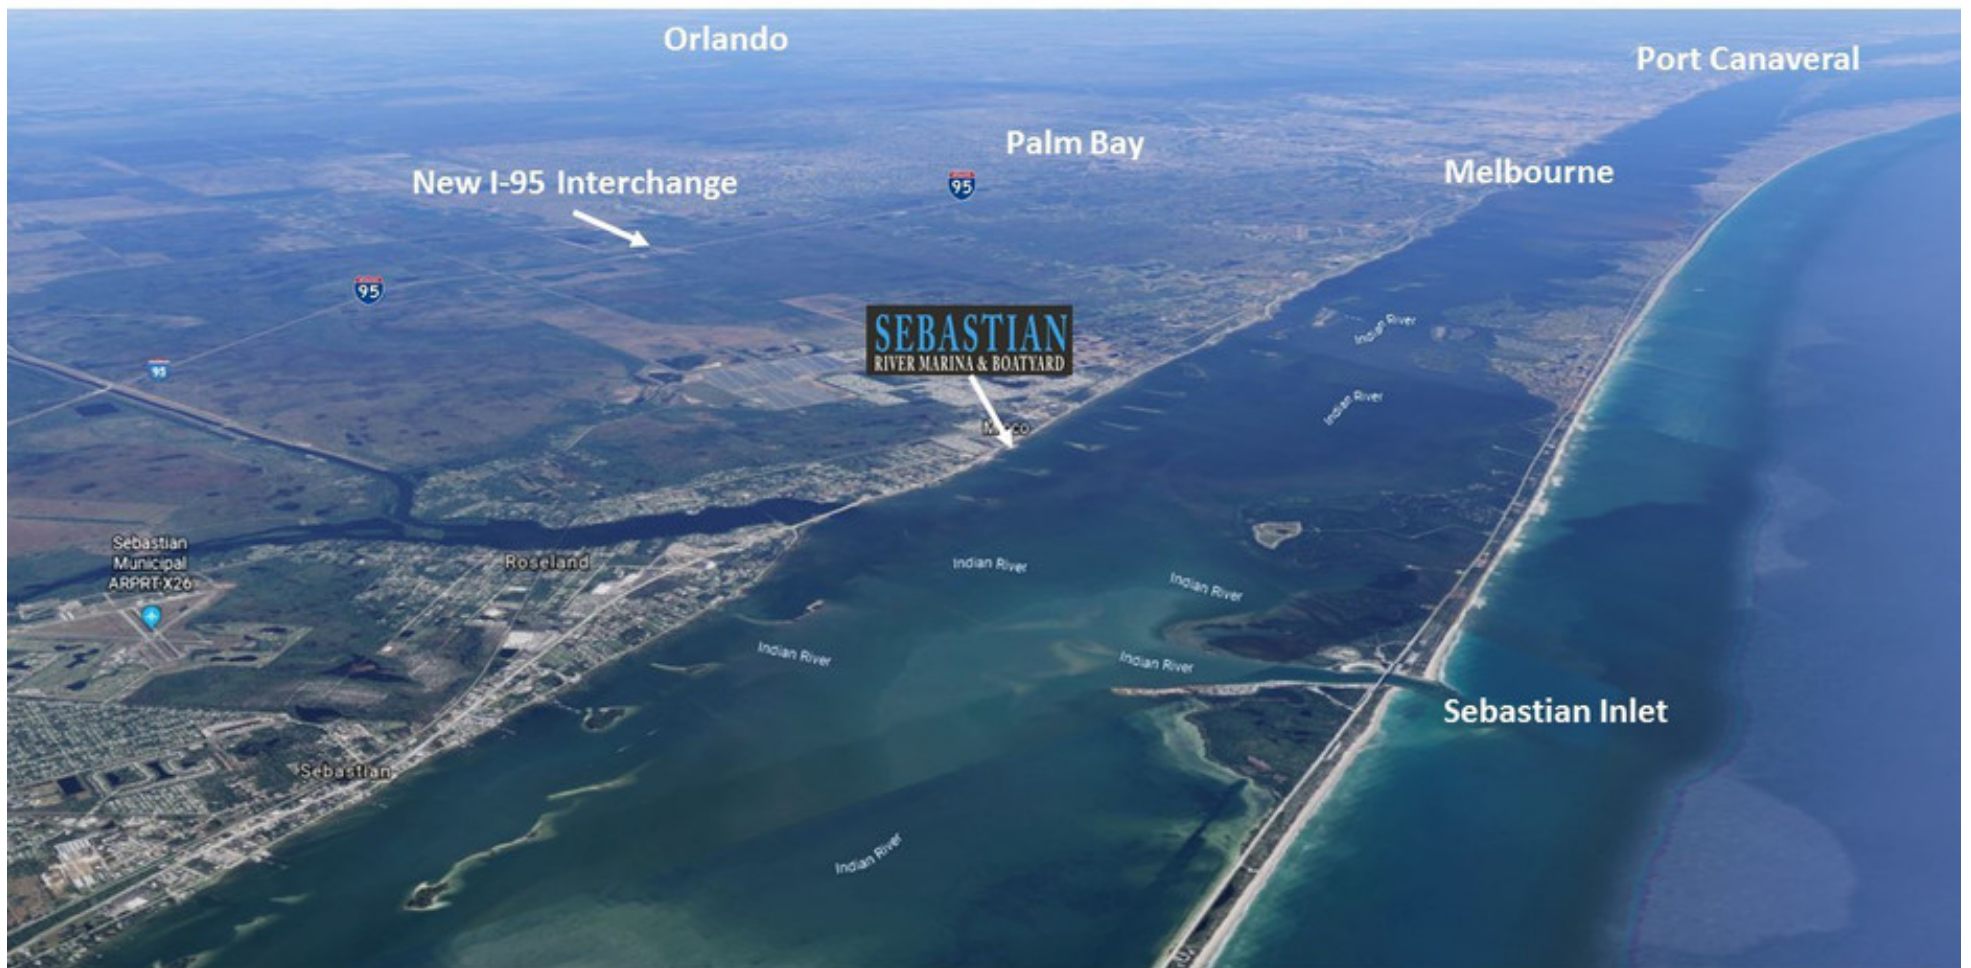 Orlando
Port Canaveral
Palm Bay
Melbourne
New I-95 Interchange
95
95
SEBASTIAN
RIVER MARINA & BOATYARD
Indian River
95
Indian River
Sebastian
Municipal
ARPRT-X26
Roseland
Indian River
Indian River
Indian River
Indian River
Sebastian Inlet
Sebastian
Indian River